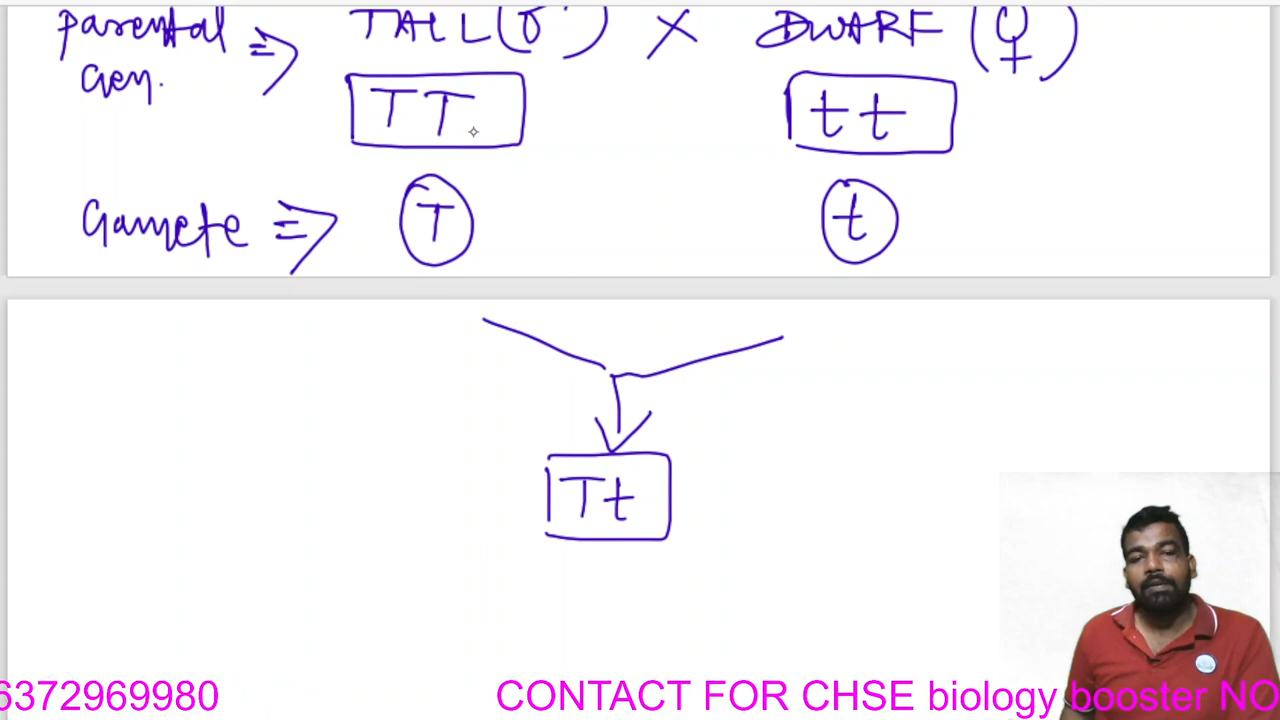 Parental ⇒ TALL (♂) X DWARF (♀)
Gen.
TT tt
Gamete ⇒ T t
Tt
6372969980 CONTACT FOR CHSE biology booster NO